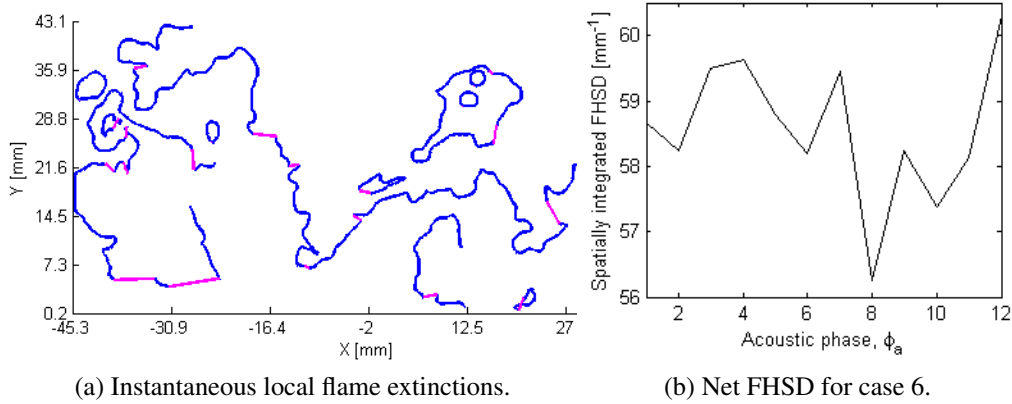 43.1
35.9
28.8
21.6
14.5
7.3
0.2
Y [mm]
-45.3 -30.9 -16.4 -2 12.5 27
X [mm]
(a) Instantaneous local flame extinctions.
60
59
58
57
56
Spatially integrated FHSD [mm⁻¹]
2 4 6 8 10 12
Acoustic phase, ϕₐ
(b) Net FHSD for case 6.